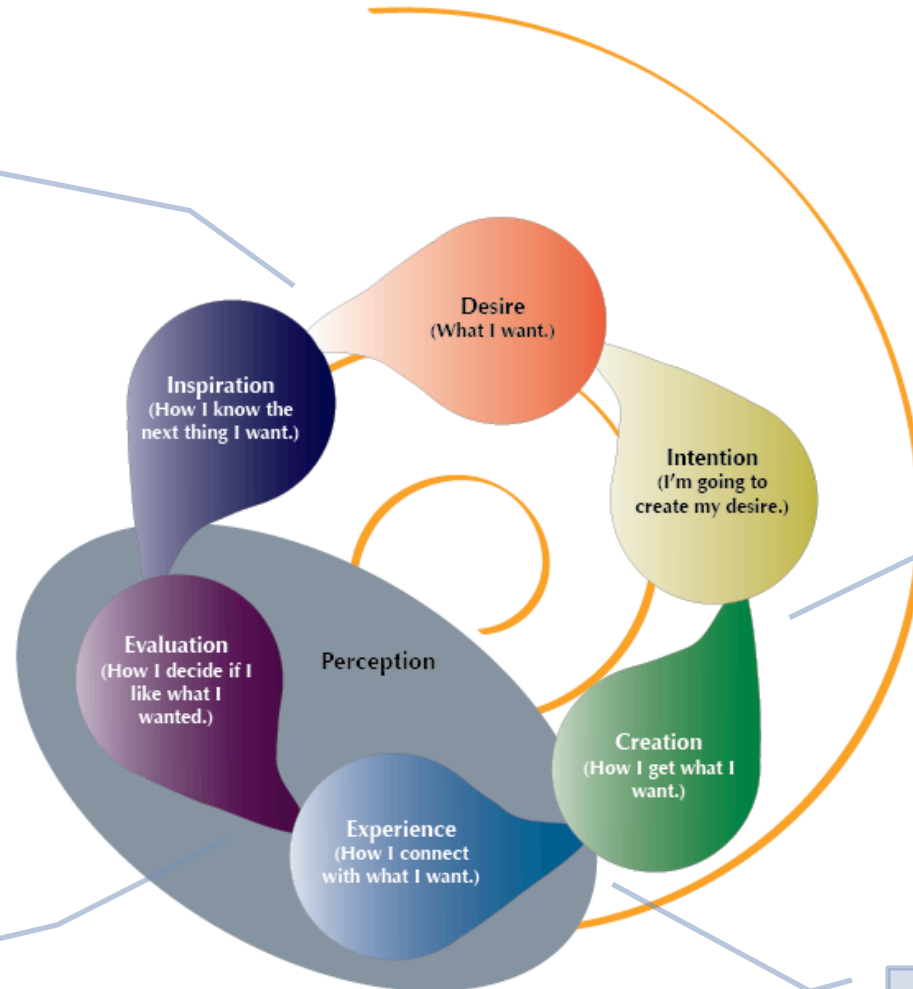 Desire
(What I want.)
Inspiration
(How I know the
next thing I want.)
Intention
(I'm going to
create my desire.)
Evaluation
(How I decide if I
like what I
wanted.)
Perception
Creation
(How I get what I
want.)
Experience
(How I connect
with what I want.)